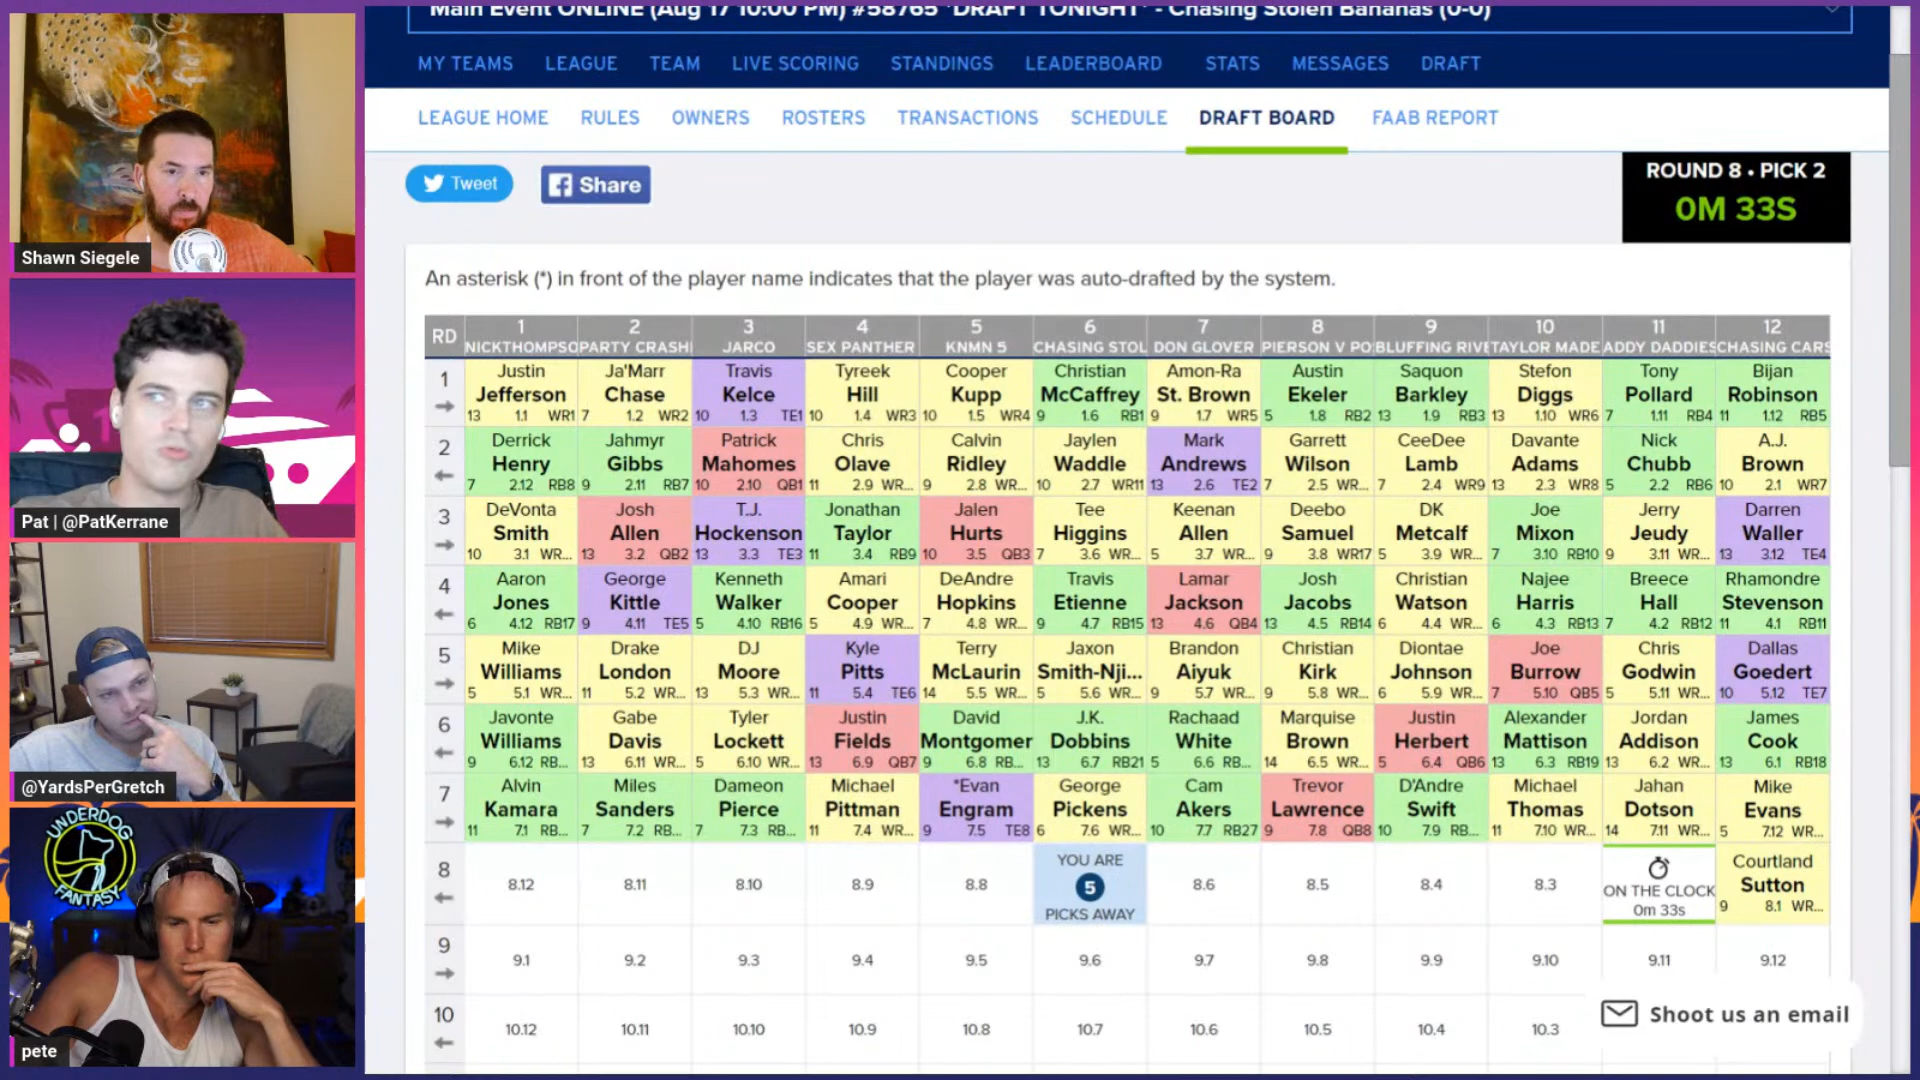 Main Event ONLINE (Aug 17 10:00 PM) #58765 *DRAFT TONIGHT* - Chasing Stolen Bananas (0-0)
MY TEAMS LEAGUE TEAM LIVE SCORING STANDINGS LEADERBOARD STATS MESSAGES DRAFT
LEAGUE HOME RULES OWNERS ROSTERS TRANSACTIONS SCHEDULE DRAFT BOARD FAAB REPORT
Tweet Share
ROUND 8 • PICK 2
0M 33S
An asterisk (*) in front of the player name indicates that the player was auto-drafted by the system.
RD 1 2 3 4 5 6 7 8 9 10 11 12
NICKTHOMPSO PARTY CRASH JARCO SEX PANTHER KNMN 5 CHASING STOL DON GLOVER PIERSON V PO BLUFFING RIVE TAYLOR MADE ADDY DADDIES CHASING CARS
1 Justin Ja'Marr Travis Tyreek Cooper Christian Amon-Ra Austin Saquon Stefon Tony Bijan
Jefferson Chase Kelce Hill Kupp McCaffrey St. Brown Ekeler Barkley Diggs Pollard Robinson
13 1.1 WR1 7 1.2 WR2 10 1.3 TE1 10 1.4 WR3 10 1.5 WR4 9 1.6 RB1 9 1.7 WR5 5 1.8 RB2 13 1.9 RB3 13 1.10 WR6 7 1.11 RB4 11 1.12 RB5
2 Derrick Jahmyr Patrick Chris Calvin Jaylen Mark Garrett CeeDee Davante Nick A.J.
Henry Gibbs Mahomes Olave Ridley Waddle Andrews Wilson Lamb Adams Chubb Brown
7 2.12 RB8 9 2.11 RB7 10 2.10 QB1 11 2.9 WR... 9 2.8 WR... 10 2.7 WR11 13 2.6 TE2 7 2.5 WR... 7 2.4 WR9 13 2.3 WR8 5 2.2 RB6 10 2.1 WR7
3 DeVonta Josh T.J. Jonathan Jalen Tee Keenan Deebo DK Joe Jerry Darren
Smith Allen Hockenson Taylor Hurts Higgins Allen Samuel Metcalf Mixon Jeudy Waller
10 3.1 WR... 13 3.2 QB2 13 3.3 TE3 11 3.4 RB9 10 3.5 QB3 7 3.6 WR... 5 3.7 WR... 9 3.8 WR17 5 3.9 WR... 7 3.10 RB10 9 3.11 WR... 13 3.12 TE4
4 Aaron George Kenneth Amari DeAndre Travis Lamar Josh Christian Najee Breece Rhamondre
Jones Kittle Walker Cooper Hopkins Etienne Jackson Jacobs Watson Harris Hall Stevenson
6 4.12 RB17 9 4.11 TE5 5 4.10 RB16 5 4.9 WR... 7 4.8 WR... 9 4.7 RB15 13 4.6 QB4 13 4.5 RB14 6 4.4 WR... 6 4.3 RB13 7 4.2 RB12 11 4.1 RB11
5 Mike Drake DJ Kyle Terry Jaxon Brandon Christian Diontae Joe Chris Dallas
Williams London Moore Pitts McLaurin Smith-Nji... Aiyuk Kirk Johnson Burrow Godwin Goedert
5 5.1 WR... 11 5.2 WR... 13 5.3 WR... 11 5.4 TE6 14 5.5 WR... 5 5.6 WR... 9 5.7 WR... 9 5.8 WR... 6 5.9 WR... 7 5.10 QB5 5 5.11 WR... 10 5.12 TE7
6 Javonte Gabe Tyler Justin David J.K. Rachaad Marquise Justin Alexander Jordan James
Williams Davis Lockett Fields Montgomer Dobbins White Brown Herbert Mattison Addison Cook
9 6.12 RB... 13 6.11 WR... 5 6.10 WR... 13 6.9 QB7 9 6.8 RB... 13 6.7 RB21 5 6.6 RB... 14 6.5 WR... 5 6.4 QB6 13 6.3 RB19 13 6.2 WR... 13 6.1 RB18
7 Alvin Miles Dameon Michael *Evan George Cam Trevor D'Andre Michael Jahan Mike
Kamara Sanders Pierce Pittman Engram Pickens Akers Lawrence Swift Thomas Dotson Evans
11 7.1 RB... 7 7.2 RB... 7 7.3 RB... 11 7.4 WR... 9 7.5 TE8 6 7.6 WR... 10 7.7 RB27 9 7.8 QB8 10 7.9 RB... 11 7.10 WR... 14 7.11 WR... 5 7.12 WR...
8 8.12 8.11 8.10 8.9 8.8 YOU ARE 5 PICKS AWAY 8.6 8.5 8.4 8.3 ON THE CLOCK 0m 33s Courtland Sutton 9 8.1 WR...
9 9.1 9.2 9.3 9.4 9.5 9.6 9.7 9.8 9.9 9.10 9.11 9.12
10 10.12 10.11 10.10 10.9 10.8 10.7 10.6 10.5 10.4 10.3
Shoot us an email
Shawn Siegele
Pat | @PatKerrane
@YardsPerGretch
UNDERDOG
FANTASY
pete